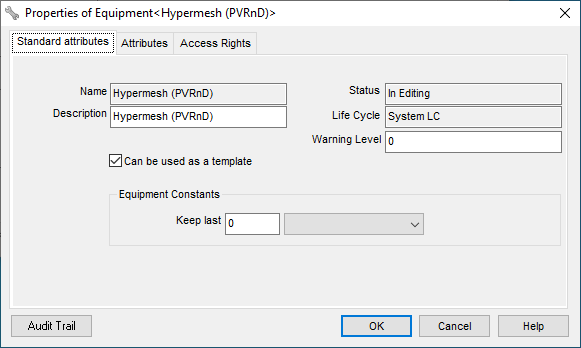 Properties of Equipment<Hypermesh (PVRnD)>
Standard attributes Attributes Access Rights
Name Hypermesh (PVRnD) Status In Editing
Description Hypermesh (PVRnD) Life Cycle System LC
Warning Level 0
Can be used as a template
Equipment Constants
Keep last 0
Audit Trail OK Cancel Help